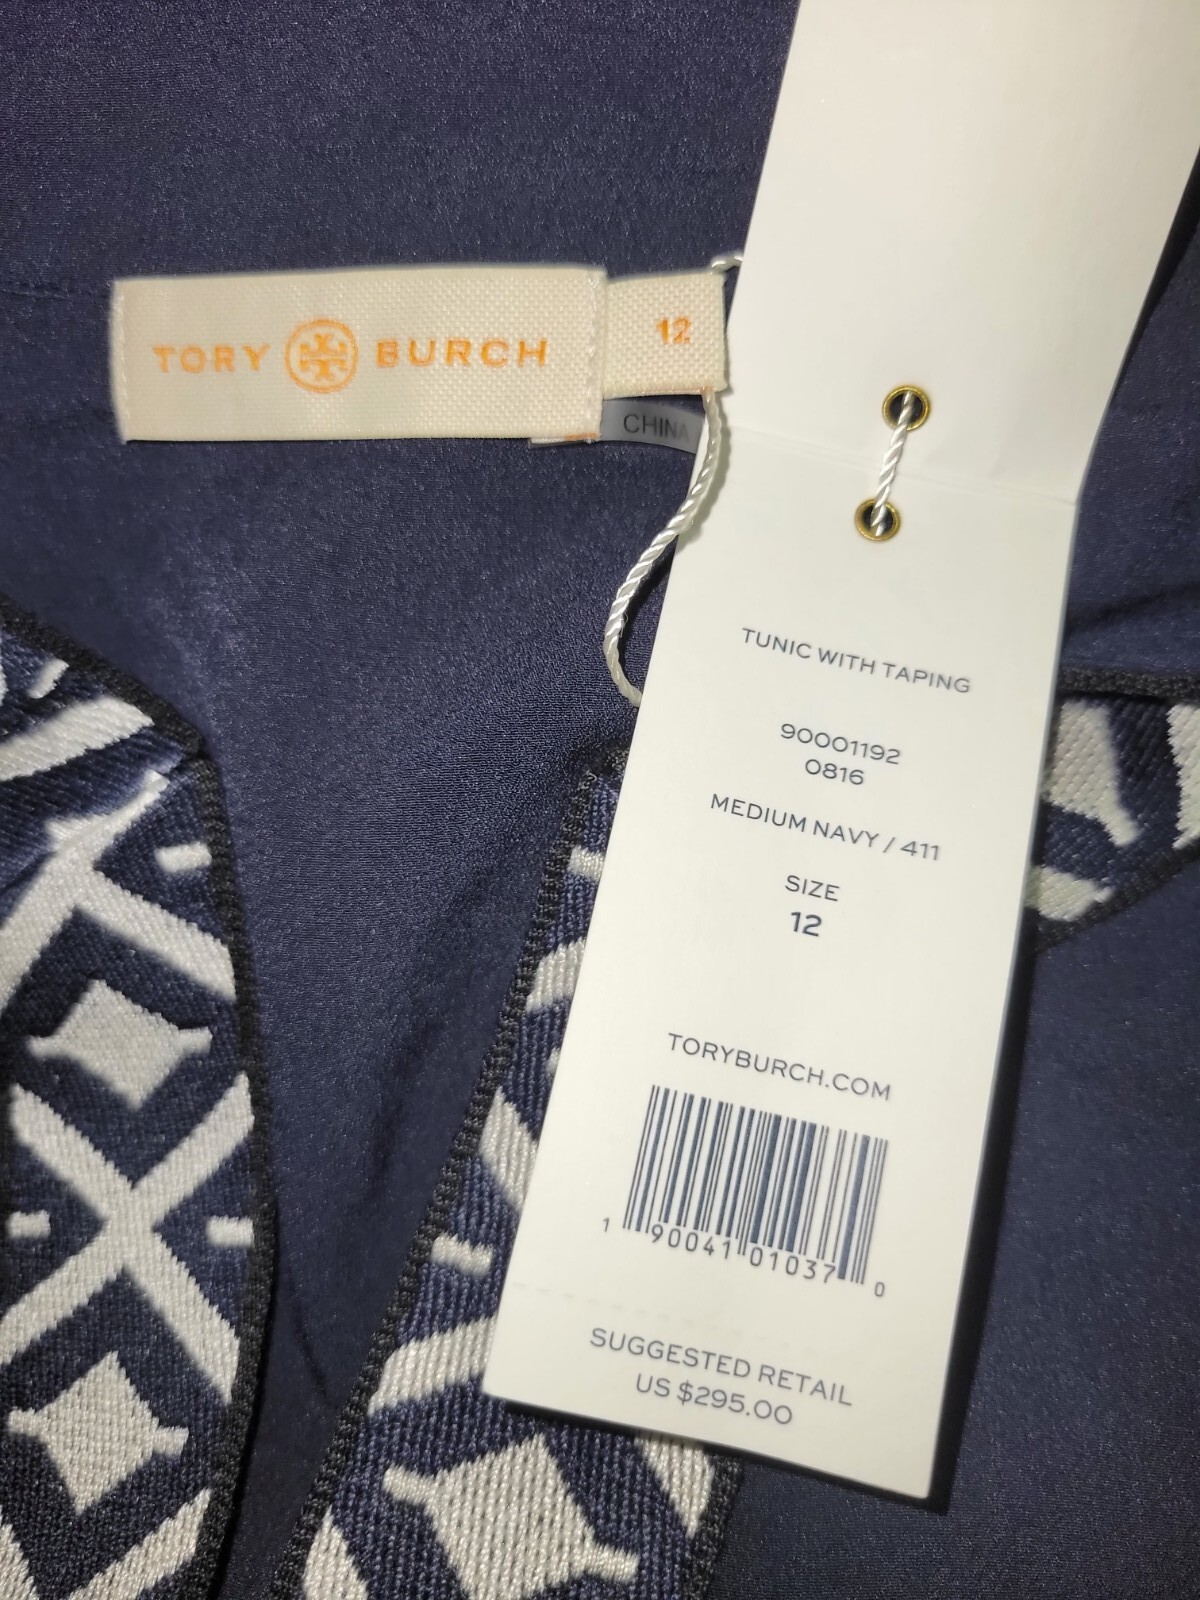 TORY BURCH
12
CHINA
TUNIC WITH TAPING
90001192
0816
MEDIUM NAVY / 411
SIZE
12
TORYBURCH.COM
1 90041 01037 0
SUGGESTED RETAIL
US $295.00